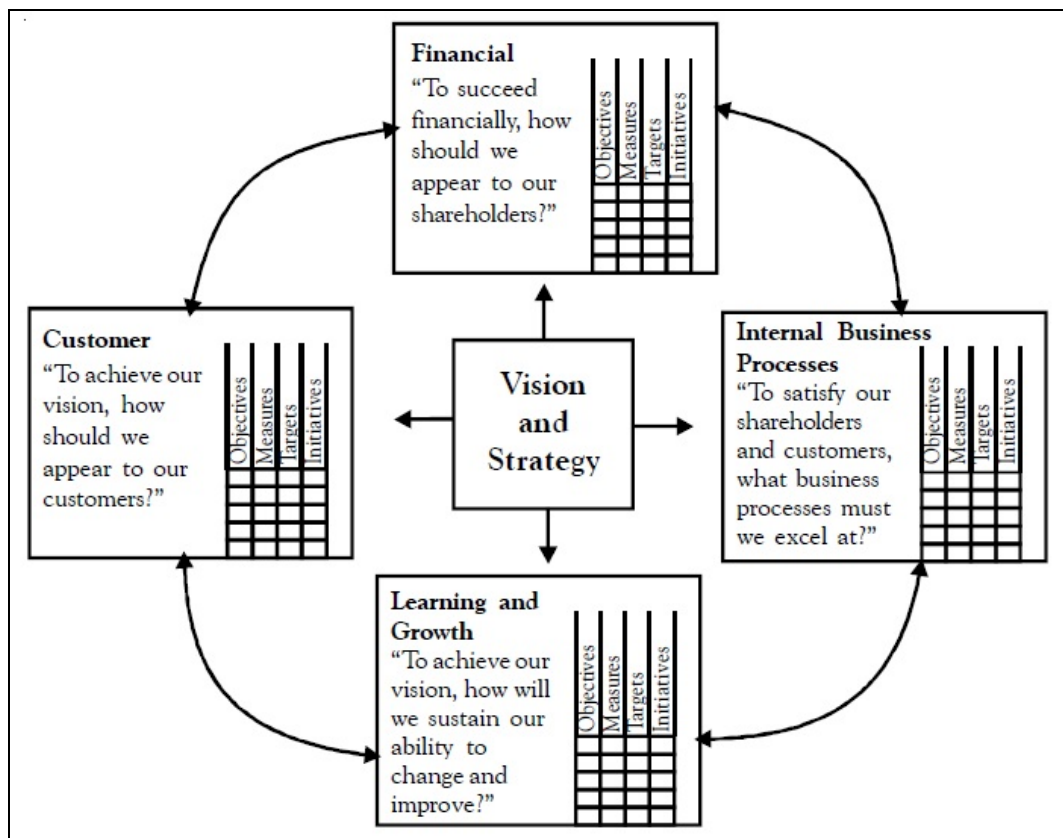 Financial
“To succeed
financially, how
should we
appear to our
shareholders?”
Objectives
Measures
Targets
Initiatives
Customer
“To achieve our
vision, how
should we
appear to our
customers?”
Objectives
Measures
Targets
Initiatives
Vision
and
Strategy
Internal Business
Processes
“To satisfy our
shareholders
and customers,
what business
processes must
we excel at?”
Objectives
Measures
Targets
Initiatives
Learning and
Growth
“To achieve our
vision, how will
we sustain our
ability to
change and
improve?”
Objectives
Measures
Targets
Initiatives